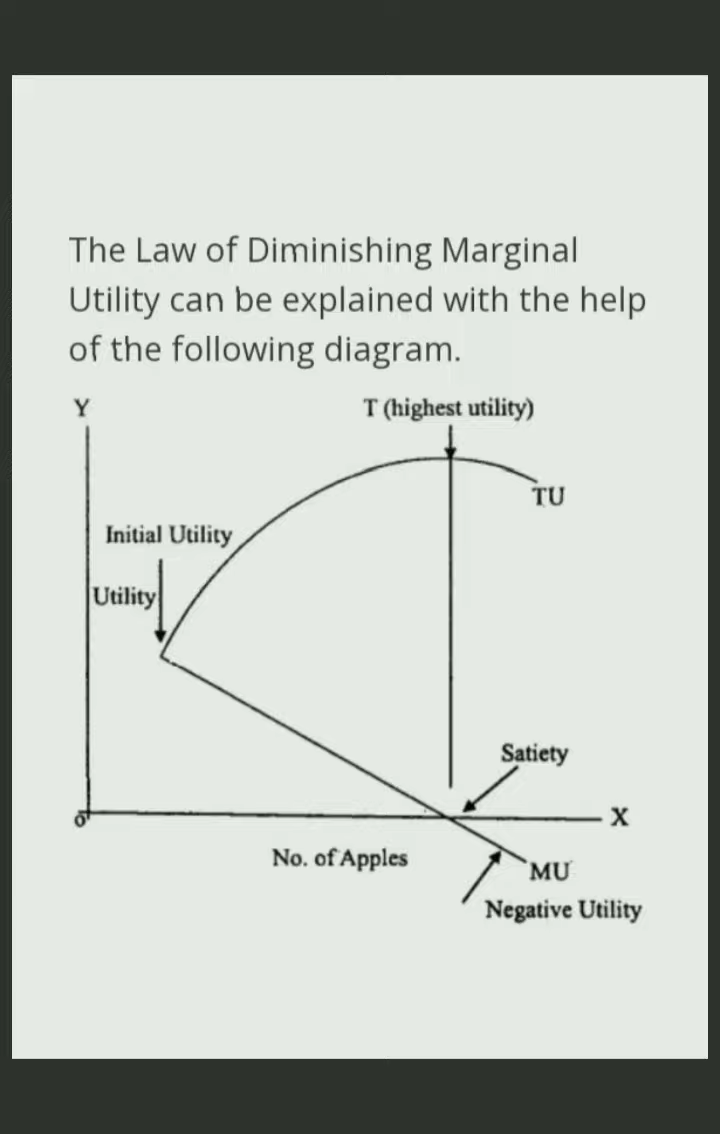 The Law of Diminishing Marginal
Utility can be explained with the help
of the following diagram.
Y
T (highest utility)
TU
Initial Utility
Utility
Satiety
O
X
No. of Apples
MU
Negative Utility